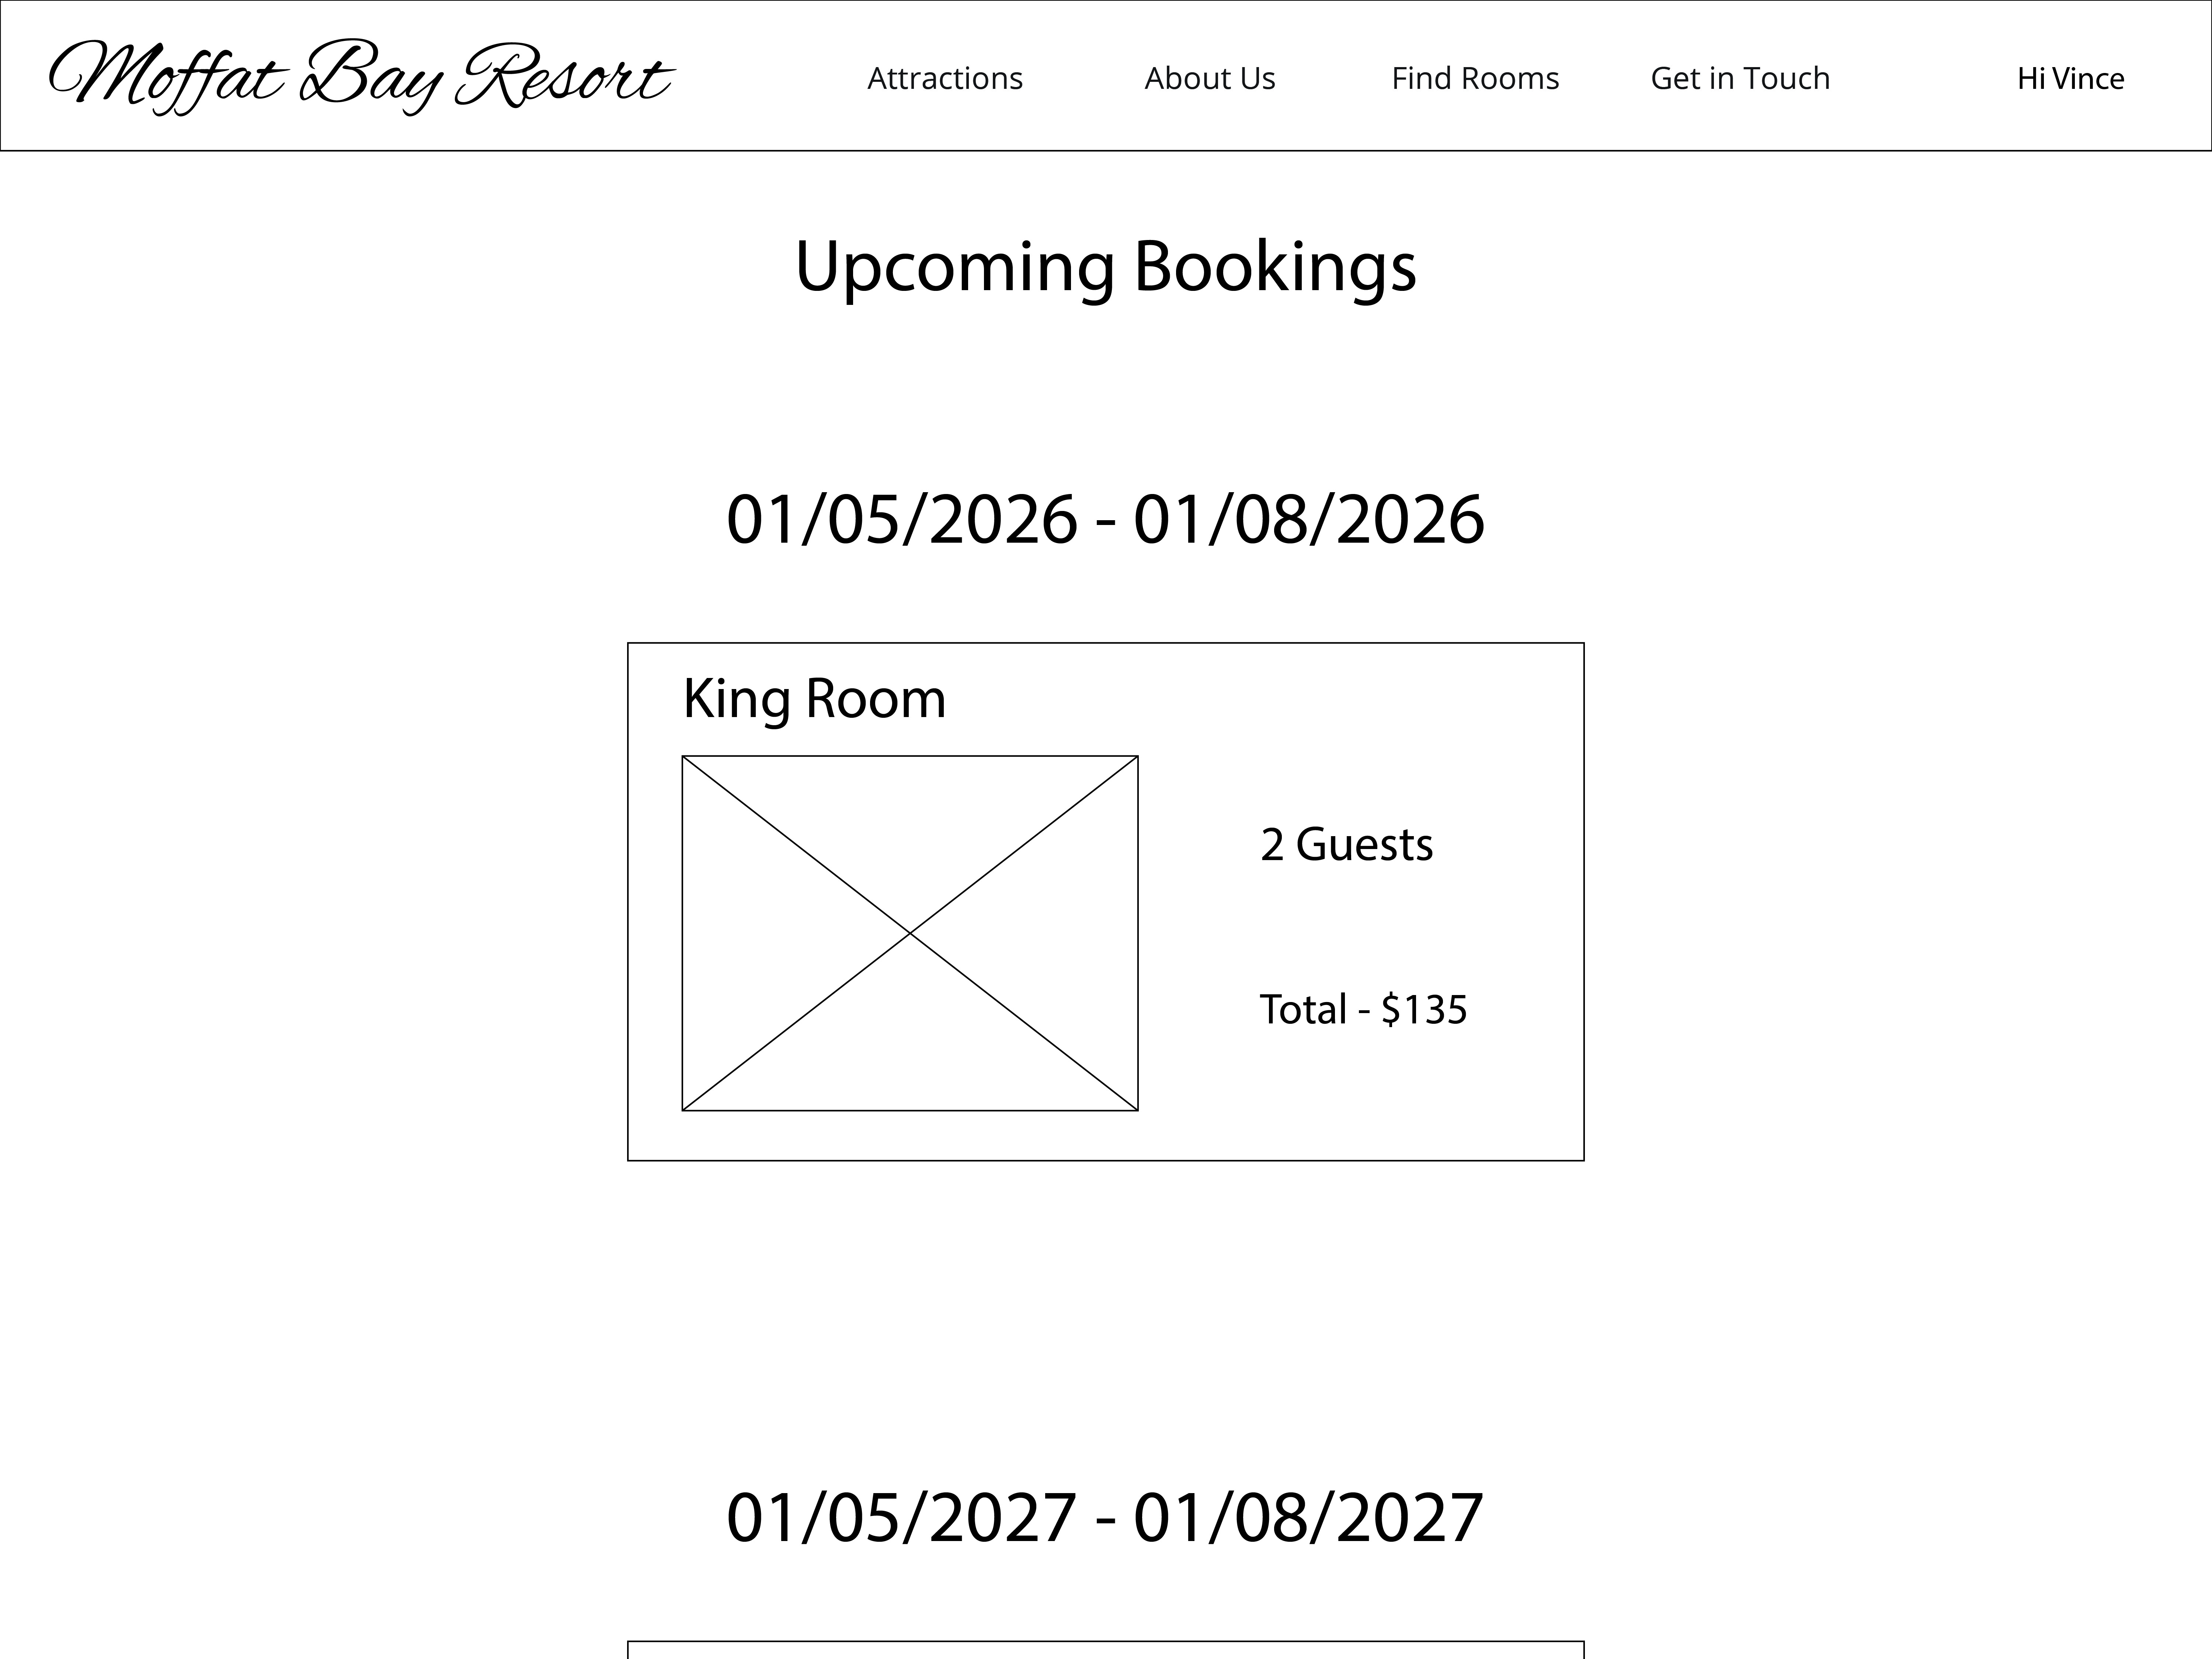 Moffat Bay Resort Attractions About Us Find Rooms Get in Touch Hi Vince
Upcoming Bookings
01/05/2026 - 01/08/2026
King Room
2 Guests
Total - $135
01/05/2027 - 01/08/2027